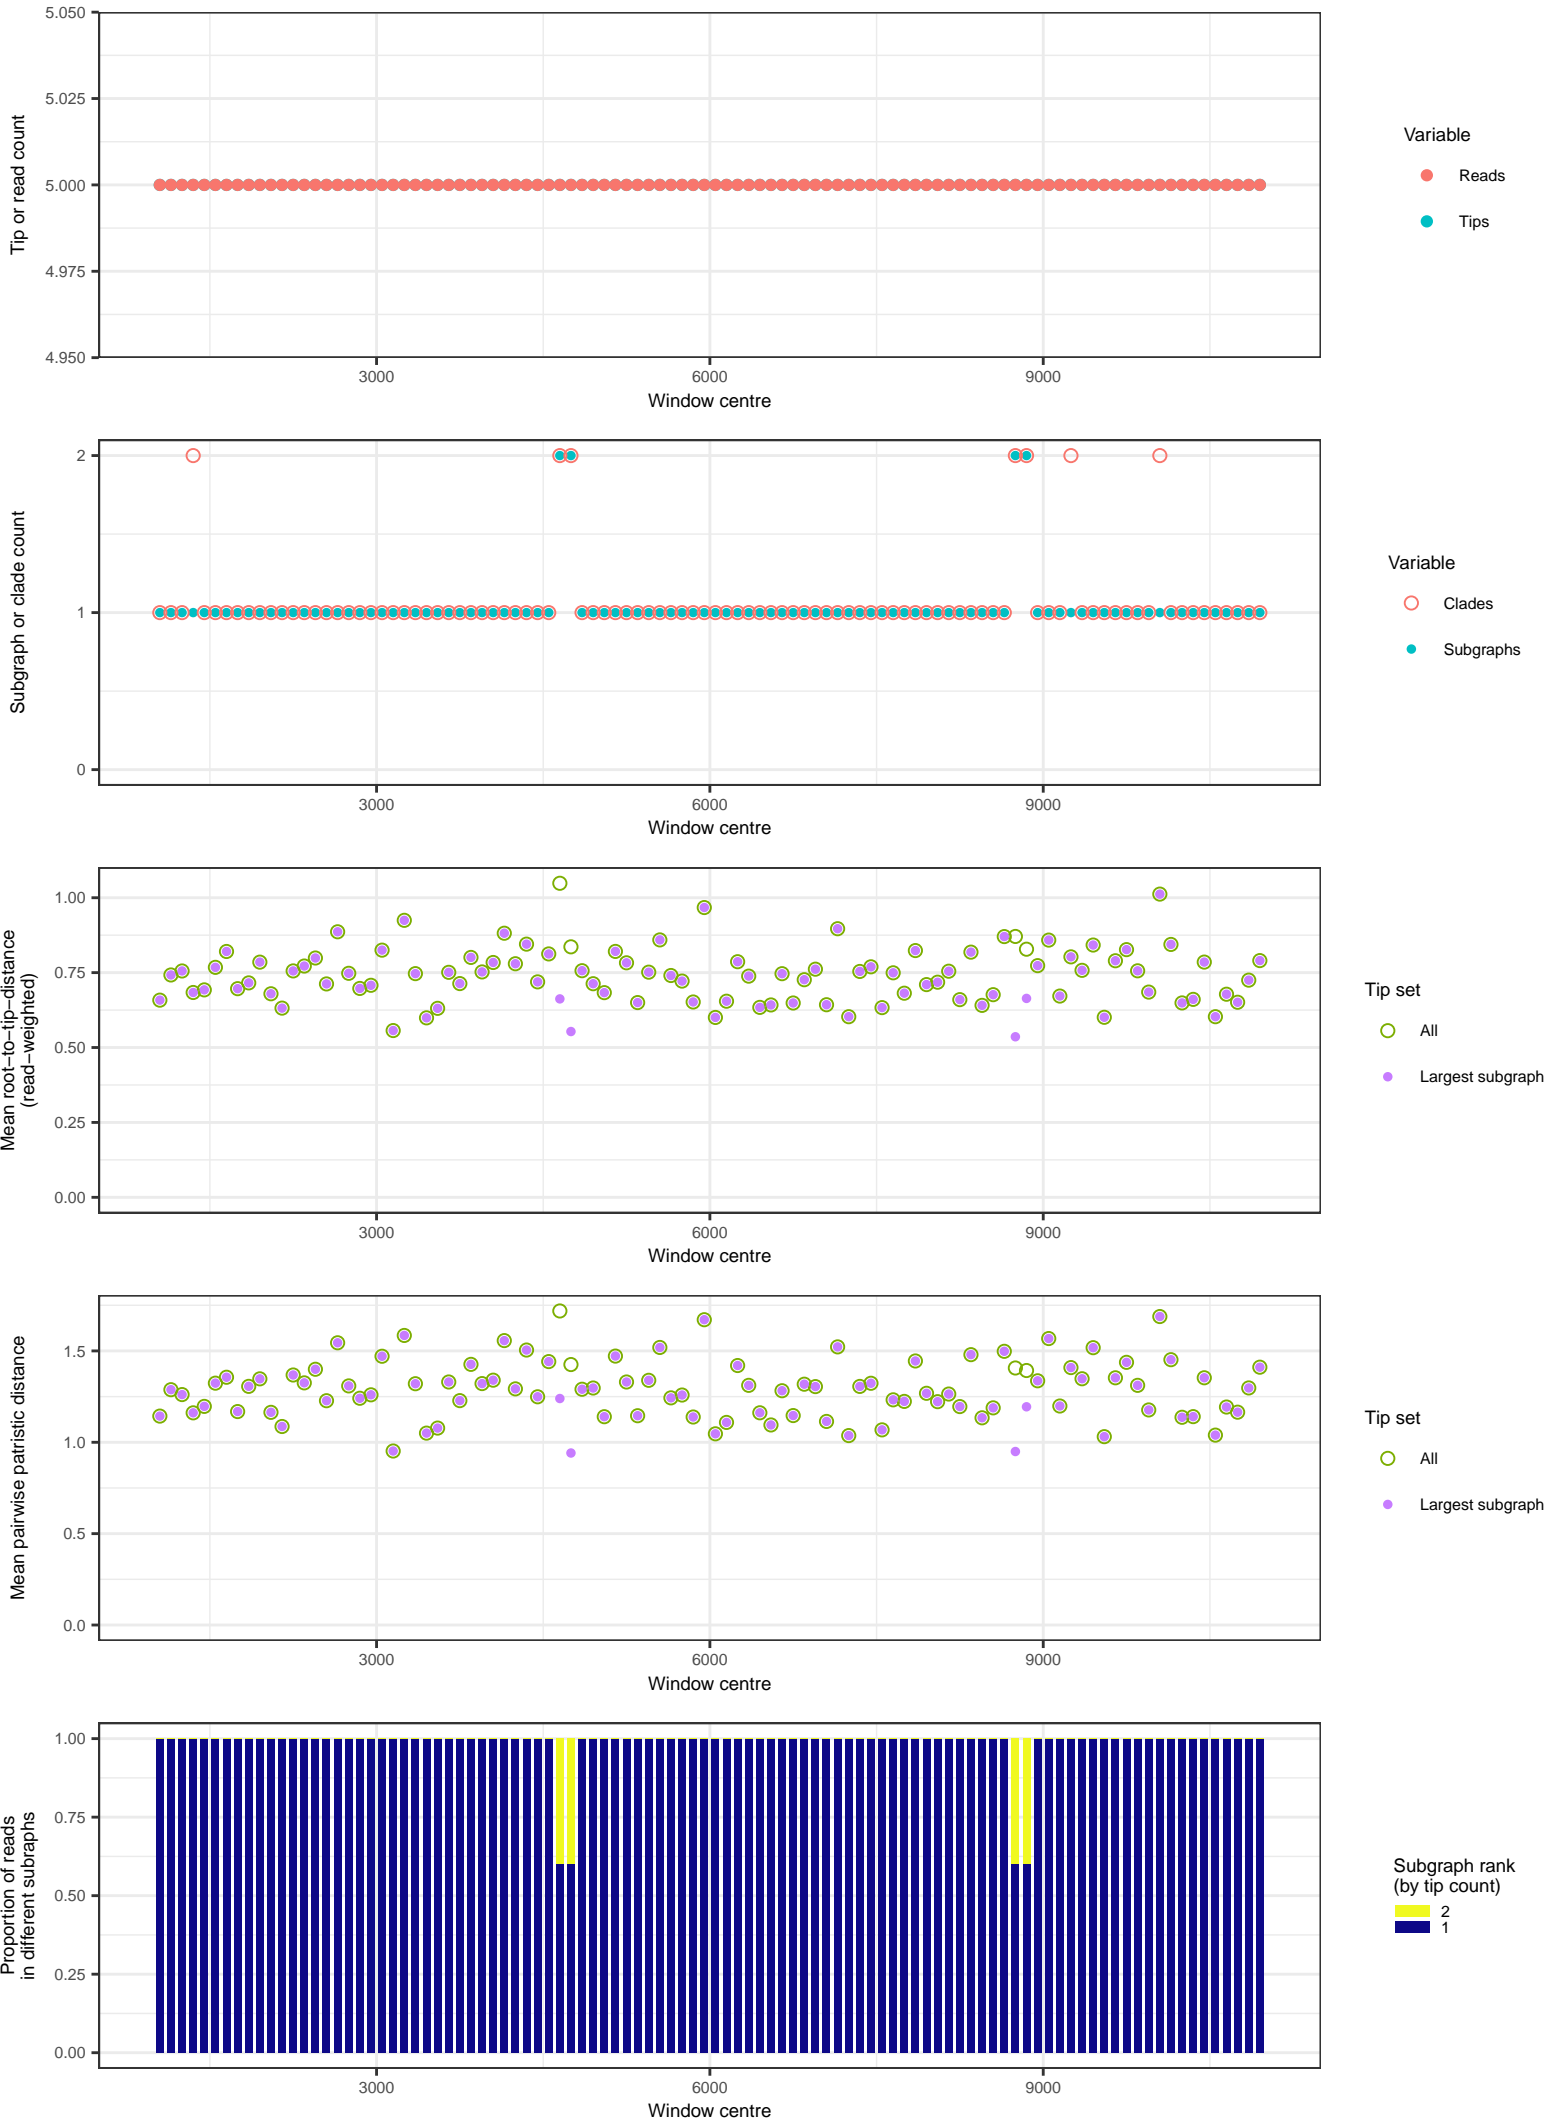 5.050
5.025
5.000
4.975
4.950
Tip or read count
3000
6000
9000
Window centre
Variable
Reads
Tips
2
1
0
Subgraph or clade count
3000
6000
9000
Window centre
Variable
Clades
Subgraphs
1.00
0.75
0.50
0.25
0.00
Mean root−to−tip−distance
(read−weighted)
3000
6000
9000
Window centre
Tip set
All
Largest subgraph
1.5
1.0
0.5
0.0
Mean pairwise patristic distance
3000
6000
9000
Window centre
Tip set
All
Largest subgraph
1.00
0.75
0.50
0.25
0.00
Proportion of reads
in different subraphs
3000
6000
9000
Window centre
Subgraph rank
(by tip count)
2
1